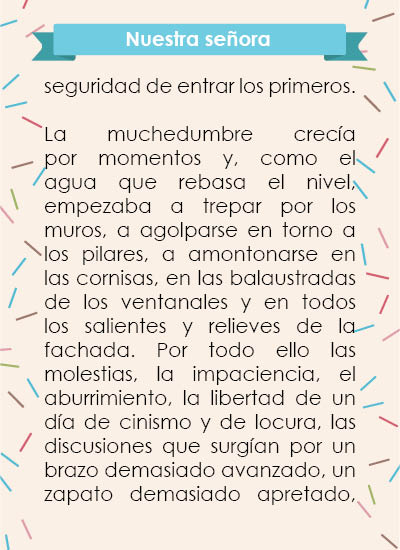 Nuestra señora
seguridad de entrar los primeros.
La muchedumbre crecía
por momentos y, como el
agua que rebasa el nivel,
empezaba a trepar por los
muros, a agolparse en torno a
los pilares, a amontonarse en
las cornisas, en las balaustradas
de los ventanales y en todos
los salientes y relieves de la
fachada. Por todo ello las
molestias, la impaciencia, el
aburrimiento, la libertad de un
día de cinismo y de locura, las
discusiones que surgían por un
brazo demasiado avanzado, un
zapato demasiado apretado,